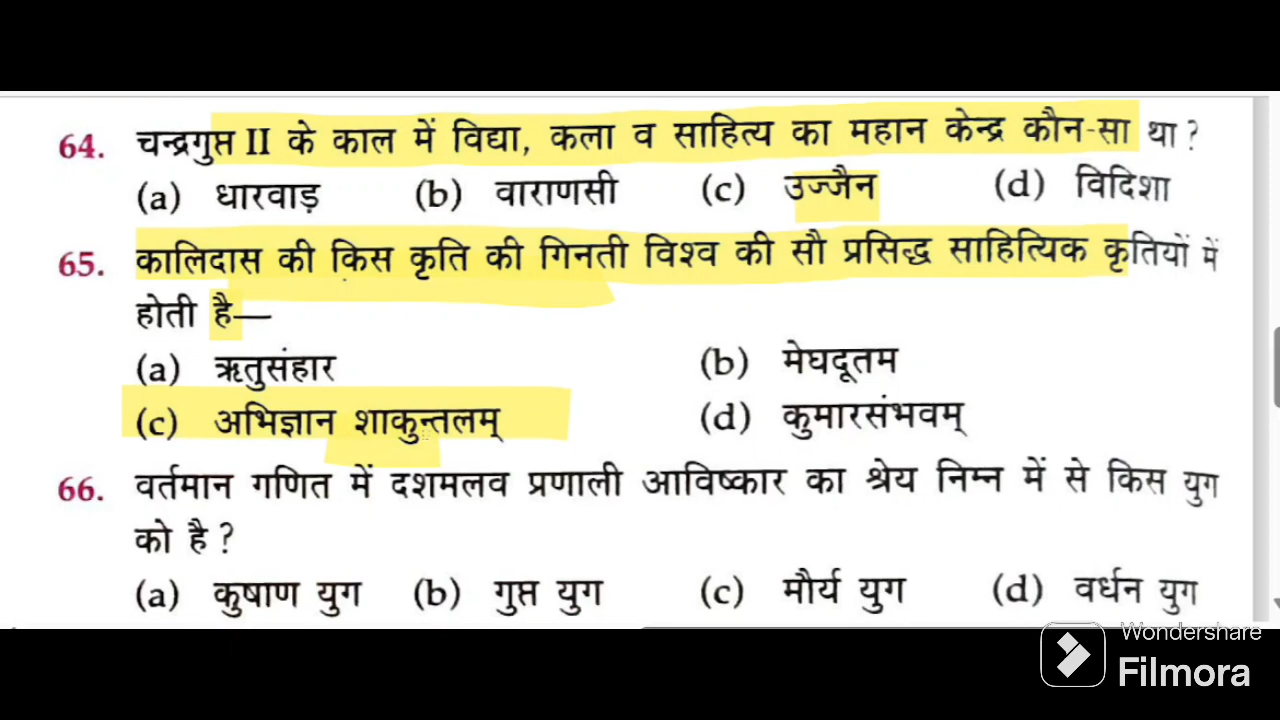 64. चन्द्रगुप्त II के काल में विद्या, कला व साहित्य का महान केन्द्र कौन-सा था ?
(a) धारवाड़ (b) वाराणसी (c) उज्जैन (d) विदिशा
65. कालिदास की किस कृति की गिनती विश्व की सौ प्रसिद्ध साहित्यिक कृतियों में
होती है—
(a) ऋतुसंहार (b) मेघदूतम
(c) अभिज्ञान शाकुन्तलम् (d) कुमारसंभवम्
66. वर्तमान गणित में दशमलव प्रणाली आविष्कार का श्रेय निम्न में से किस युग
को है ?
(a) कुषाण युग (b) गुप्त युग (c) मौर्य युग (d) वर्धन युग
Wondershare
Filmora